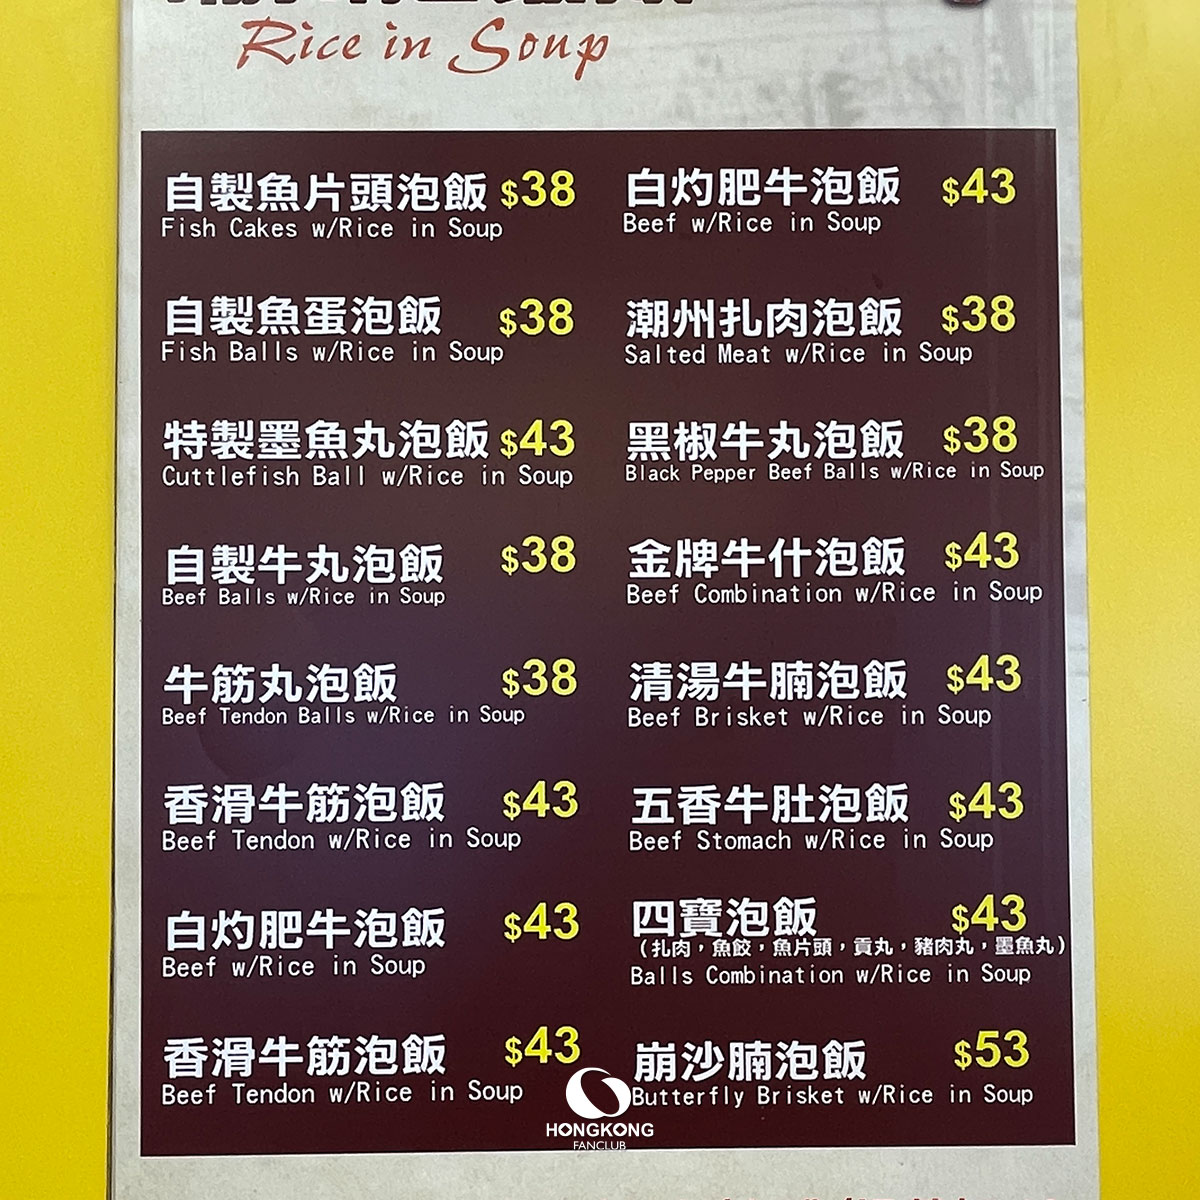 Rice in Soup
自製魚片頭泡飯 $38
Fish Cakes w/Rice in Soup
自製魚蛋泡飯 $38
Fish Balls w/Rice in Soup
特製墨魚丸泡飯 $43
Cuttlefish Ball w/Rice in Soup
自製牛丸泡飯 $38
Beef Balls w/Rice in Soup
牛筋丸泡飯 $38
Beef Tendon Balls w/Rice in Soup
香滑牛筋泡飯 $43
Beef Tendon w/Rice in Soup
白灼肥牛泡飯 $43
Beef w/Rice in Soup
香滑牛筋泡飯 $43
Beef Tendon w/Rice in Soup
白灼肥牛泡飯 $43
Beef w/Rice in Soup
潮州扎肉泡飯 $38
Salted Meat w/Rice in Soup
黑椒牛丸泡飯 $38
Black Pepper Beef Balls w/Rice in Soup
金牌牛什泡飯 $43
Beef Combination w/Rice in Soup
清湯牛腩泡飯 $43
Beef Brisket w/Rice in Soup
五香牛肚泡飯 $43
Beef Stomach w/Rice in Soup
四寶泡飯 $43
(扎肉，魚餃，魚片頭，貢丸，豬肉丸，墨魚丸)
Balls Combination w/Rice in Soup
崩沙腩泡飯 $53
Butterfly Brisket w/Rice in Soup
HONGKONG
FANCLUB